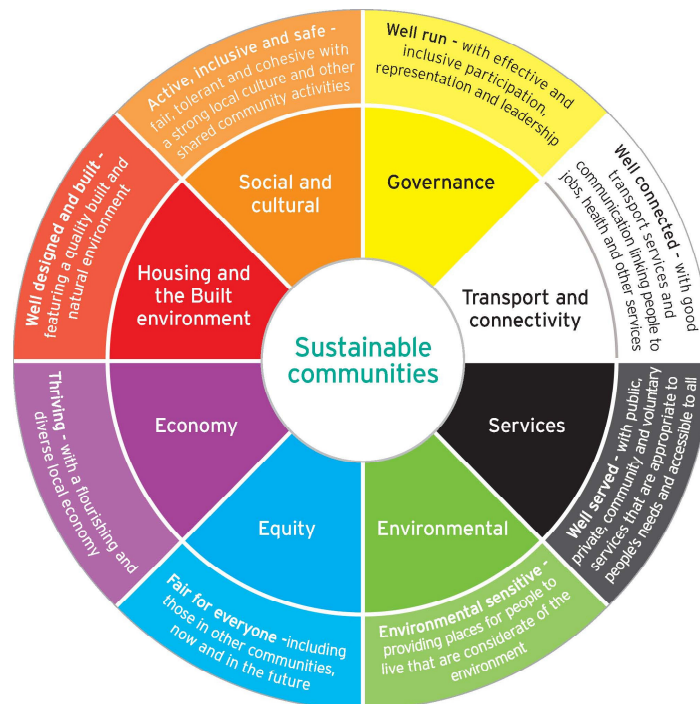 Sustainable
communities
Governance
Well run - with effective and
inclusive participation,
representation and leadership
Transport and
connectivity
Well connected - with good
transport services and
communication linking people to
jobs, health and other services
Services
Well served - with public,
private, community and voluntary
services that are appropriate to
people's needs and accessible to all
Environmental
Environmental sensitive -
providing places for people to
live that are considerate of the
environment
Equity
Fair for everyone -including
those in other communities,
now and in the future
Economy
Thriving - with a flourishing and
diverse local economy
Housing and
the Built
environment
Well designed and built -
featuring a quality built and
natural environment
Social and
cultural
Active, inclusive and safe -
fair, tolerant and cohesive with
a strong local culture and other
shared community activities